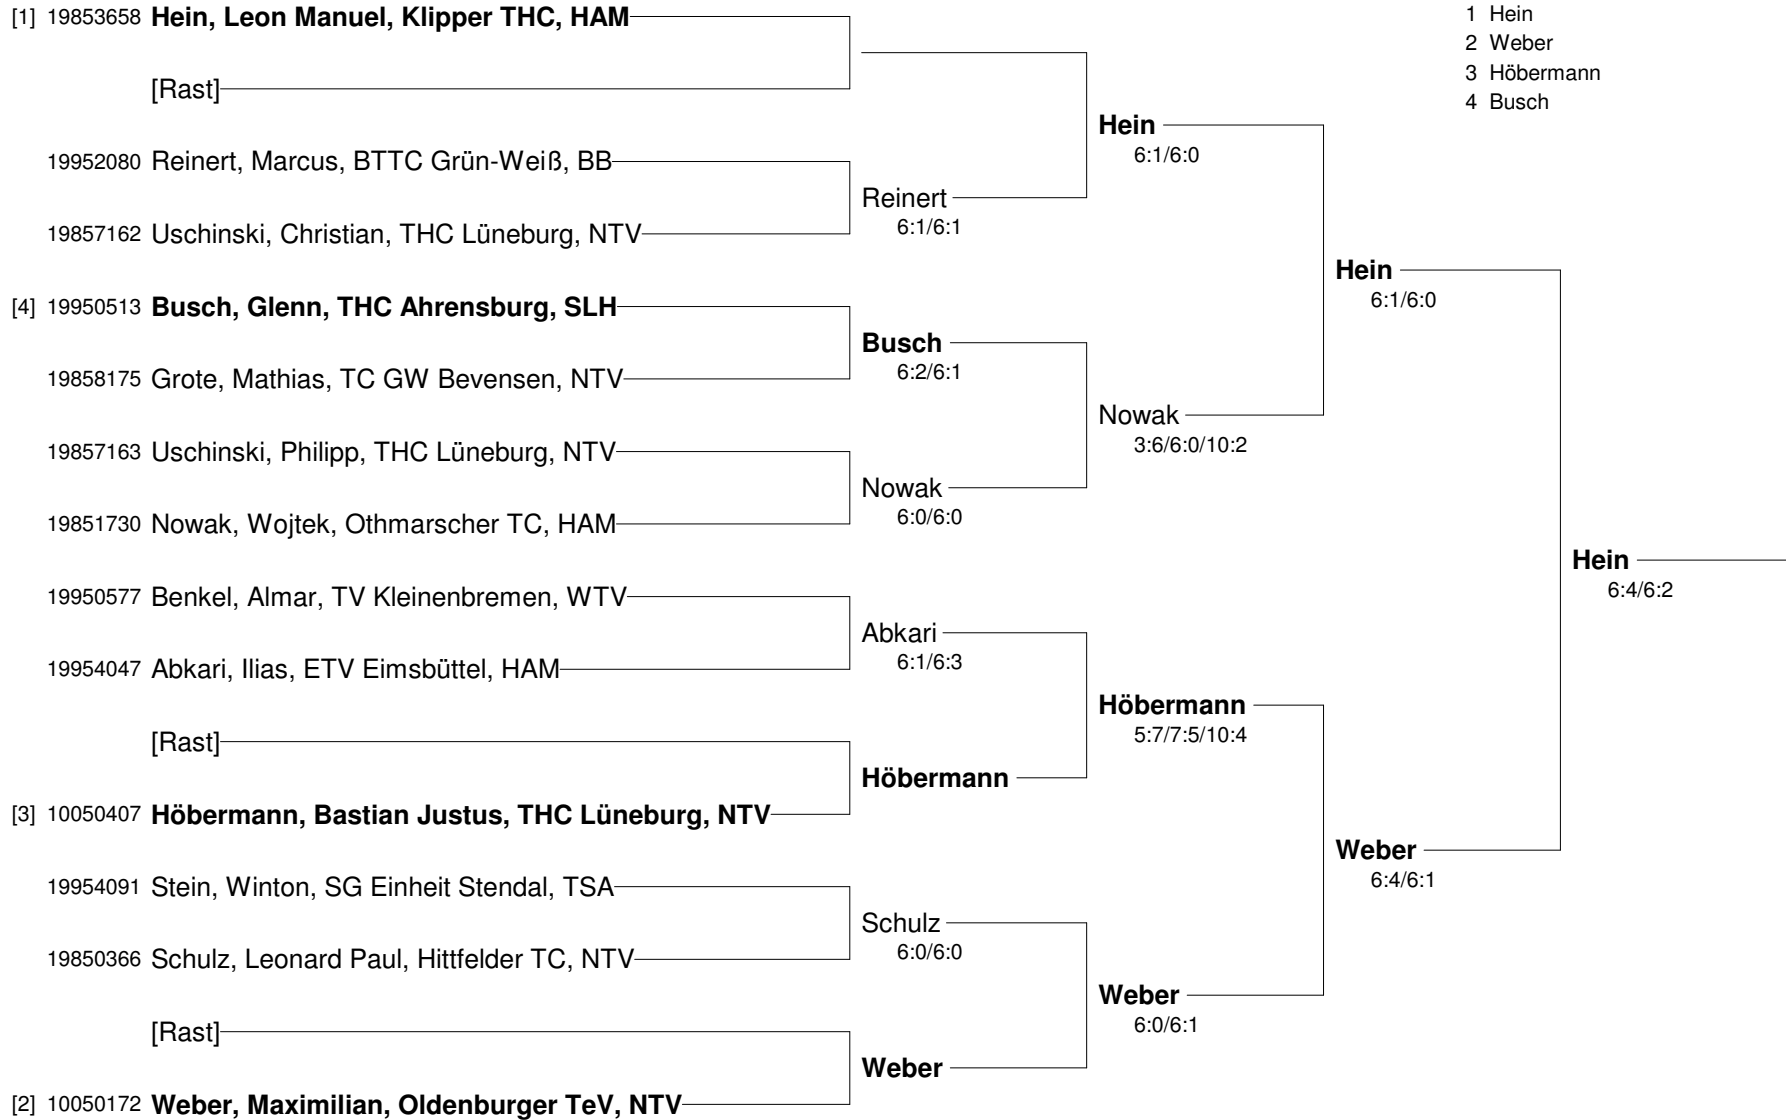 [1] 19853658 Hein, Leon Manuel, Klipper THC, HAM
[Rast]
19952080 Reinert, Marcus, BTTC Grün-Weiß, BB
19857162 Uschinski, Christian, THC Lüneburg, NTV
[4] 19950513 Busch, Glenn, THC Ahrensburg, SLH
19858175 Grote, Mathias, TC GW Bevensen, NTV
19857163 Uschinski, Philipp, THC Lüneburg, NTV
19851730 Nowak, Wojtek, Othmarscher TC, HAM
19950577 Benkel, Almar, TV Kleinenbremen, WTV
19954047 Abkari, Ilias, ETV Eimsbüttel, HAM
[Rast]
[3] 10050407 Höbermann, Bastian Justus, THC Lüneburg, NTV
19954091 Stein, Winton, SG Einheit Stendal, TSA
19850366 Schulz, Leonard Paul, Hittfelder TC, NTV
[Rast]
[2] 10050172 Weber, Maximilian, Oldenburger TeV, NTV
Reinert
6:1/6:1
Busch
6:2/6:1
Nowak
6:0/6:0
Abkari
6:1/6:3
Höbermann
Schulz
6:0/6:0
Weber
Hein
6:1/6:0
Nowak
3:6/6:0/10:2
Höbermann
5:7/7:5/10:4
Weber
6:0/6:1
Hein
6:1/6:0
Weber
6:4/6:1
Hein
6:4/6:2
1 Hein
2 Weber
3 Höbermann
4 Busch